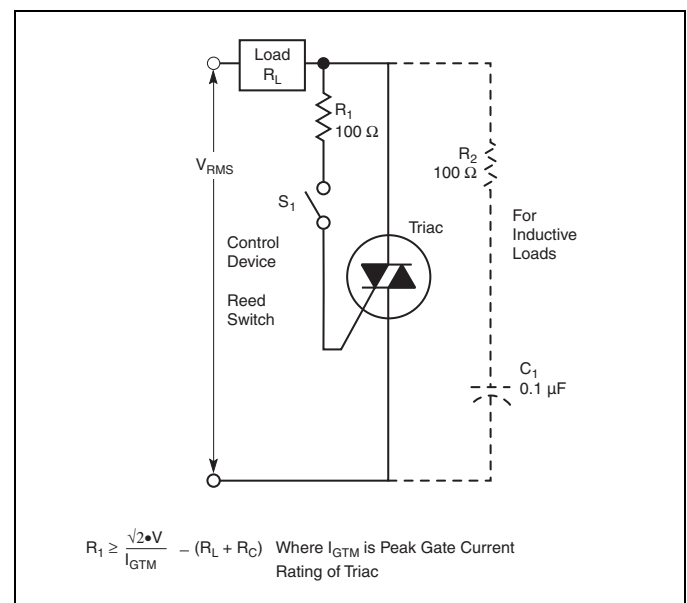 Load
R_L
R_1
100 Ω
V_RMS
R_2
100 Ω
S_1
Triac
For
Inductive
Loads
Control
Device
Reed
Switch
C_1
0.1 µF
R_1 ≥ √2•V / I_GTM – (R_L + R_C) Where I_GTM is Peak Gate Current
Rating of Triac